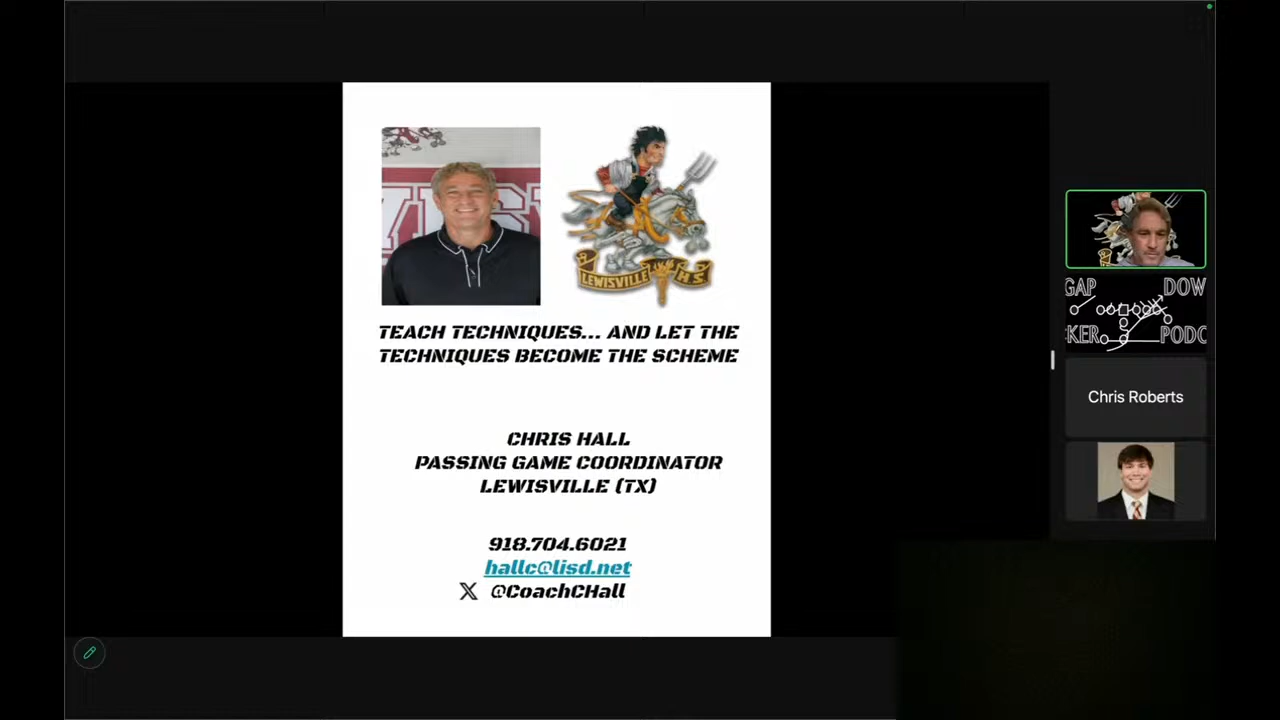 LEWISVILLE H.S.
TEACH TECHNIQUES... AND LET THE
TECHNIQUES BECOME THE SCHEME
CHRIS HALL
PASSING GAME COORDINATOR
LEWISVILLE (TX)
918.704.6021
hallc@lisd.net
X @CoachCHall
GAP DOW
CKER PODC
Chris Roberts